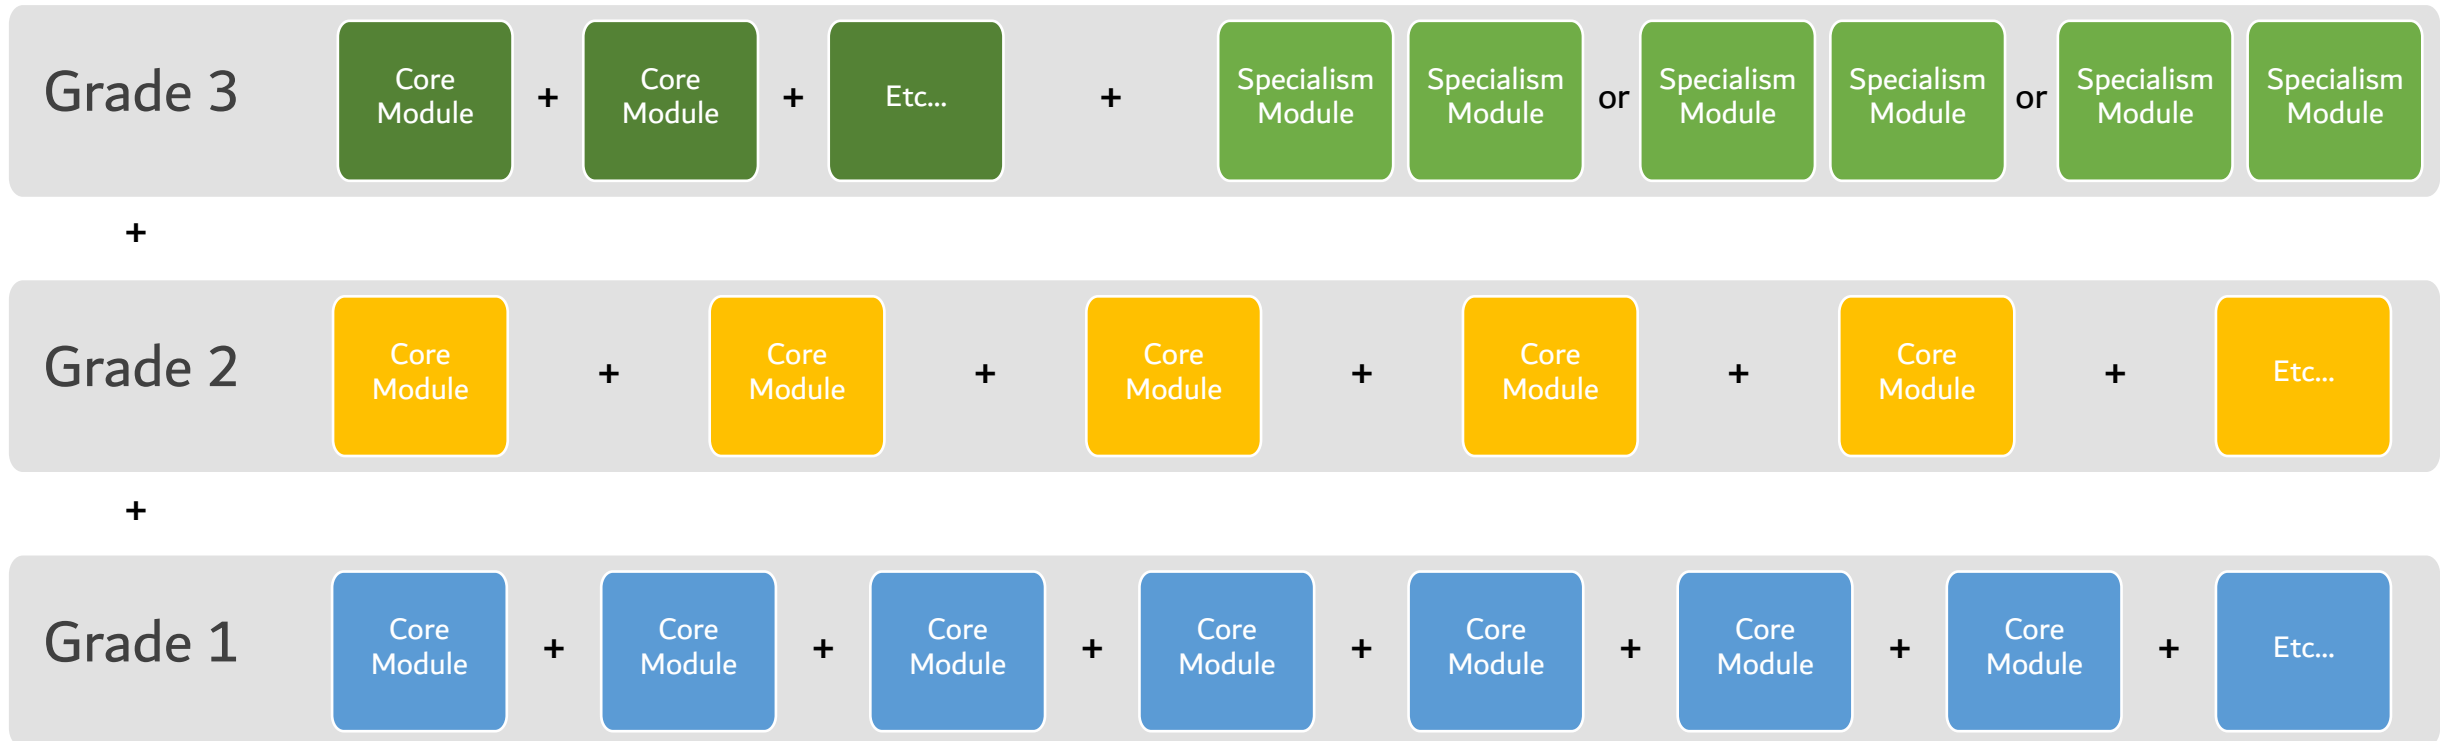 Grade 3
Core
Module
+
Core
Module
+
Etc...
+
Specialism
Module
Specialism
Module
or
Specialism
Module
Specialism
Module
or
Specialism
Module
Specialism
Module
+
Grade 2
Core
Module
+
Core
Module
+
Core
Module
+
Core
Module
+
Core
Module
+
Etc...
+
Grade 1
Core
Module
+
Core
Module
+
Core
Module
+
Core
Module
+
Core
Module
+
Core
Module
+
Core
Module
+
Etc...